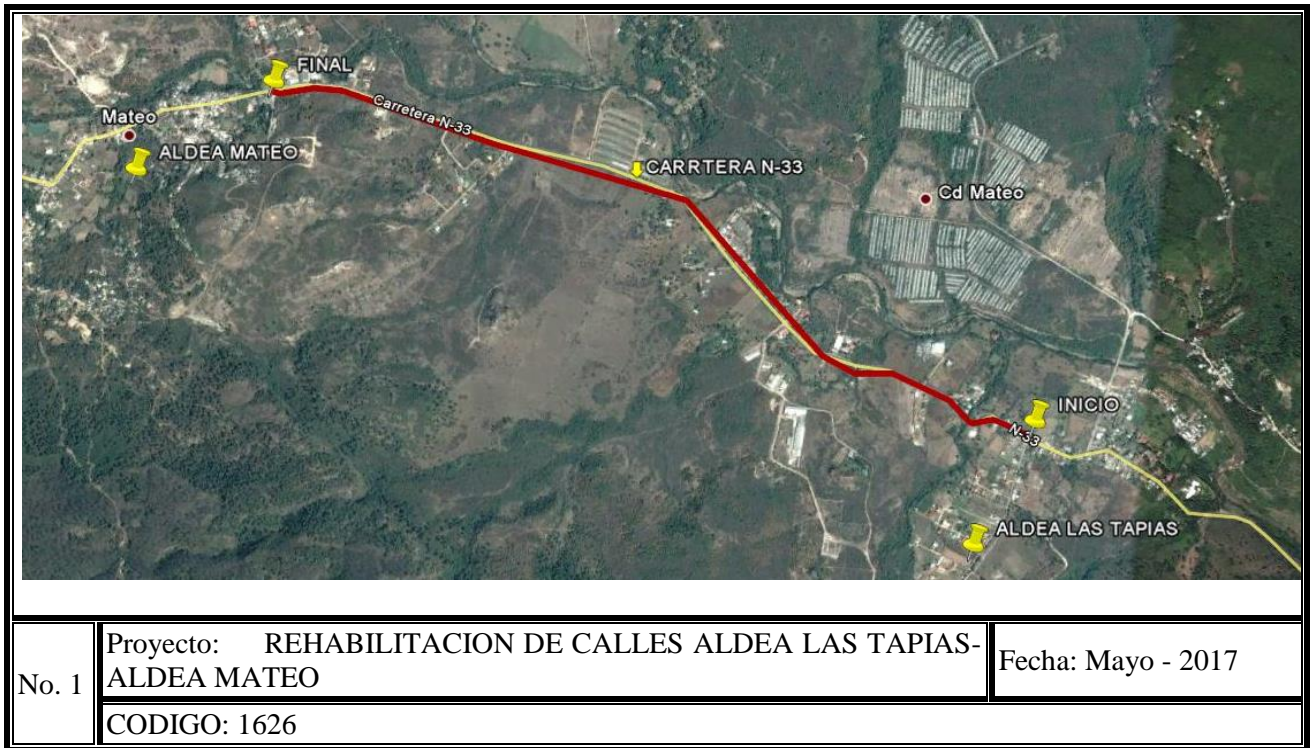 FINAL
Carretera N-33
Mateo
ALDEA MATEO
CARRTERA N-33
Cd Mateo
INICIO
N-33
ALDEA LAS TAPIAS
No. 1
Proyecto: REHABILITACION DE CALLES ALDEA LAS TAPIAS-
ALDEA MATEO
Fecha: Mayo - 2017
CODIGO: 1626